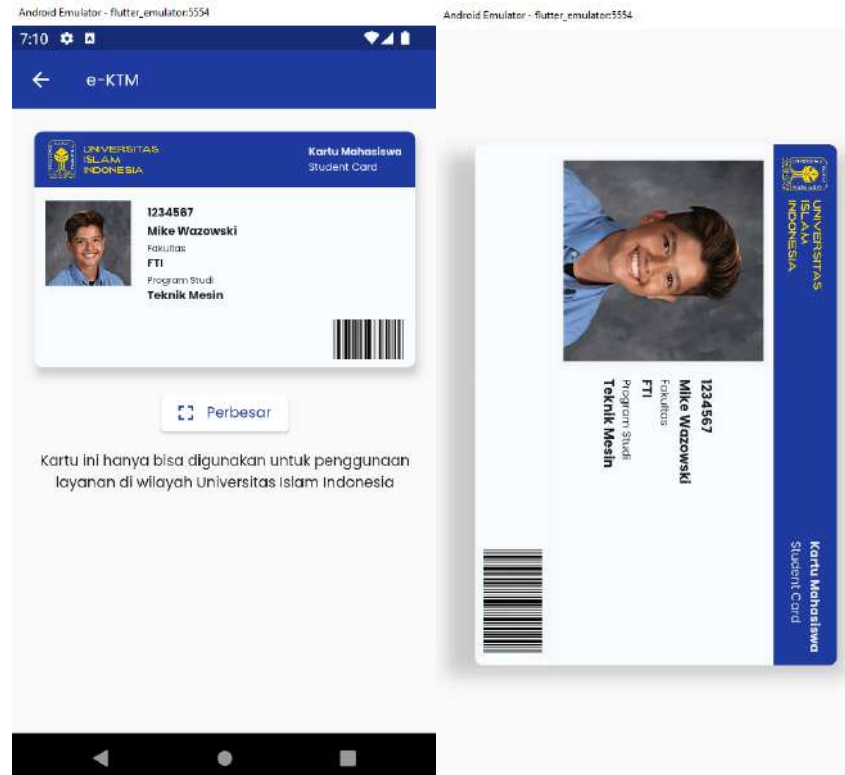 Android Emulator - flutter_emulator:5554
7:10
e-KTM
UNIVERSITAS
ISLAM
INDONESIA
Kartu Mahasiswa
Student Card
1234567
Mike Wazowski
Fakultas
FTI
Program Studi
Teknik Mesin
Perbesar
Kartu ini hanya bisa digunakan untuk penggunaan
layanan di wilayah Universitas Islam Indonesia
Android Emulator - flutter_emulator:5554
UNIVERSITAS
ISLAM
INDONESIA
Kartu Mahasiswa
Student Card
1234567
Mike Wazowski
Fakultas
FTI
Program Studi
Teknik Mesin